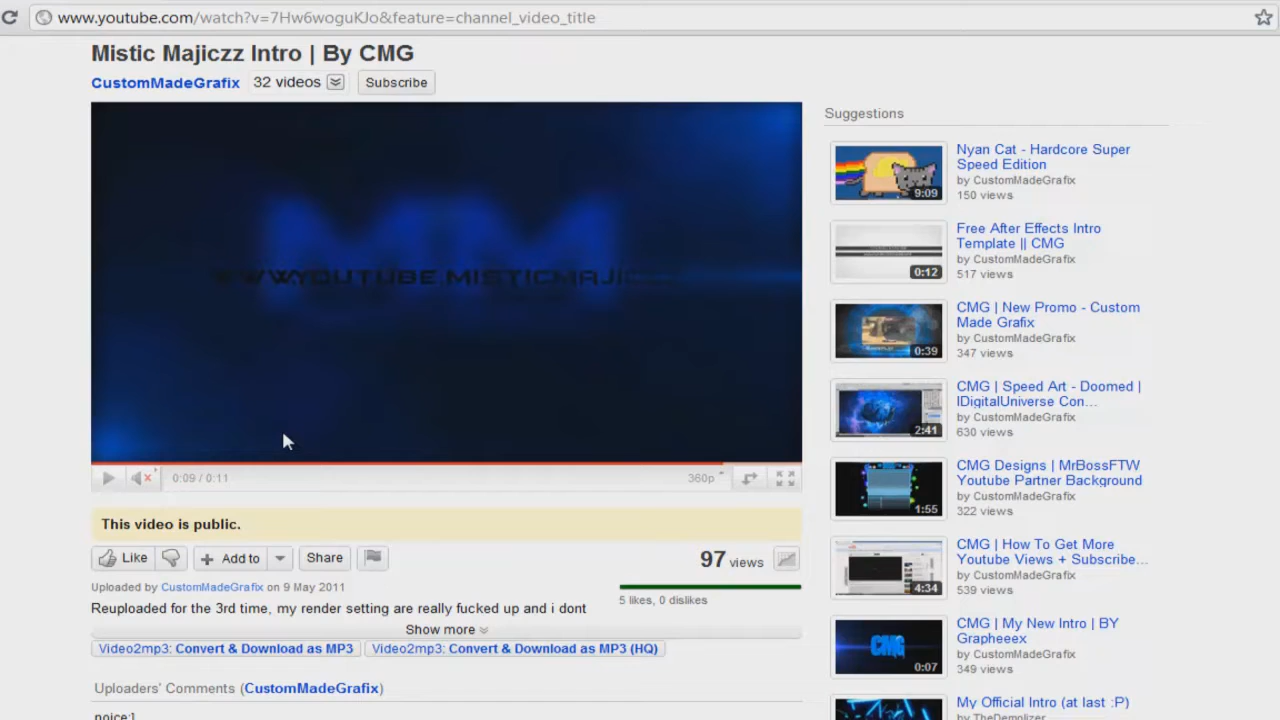 www.youtube.com/watch?v=7Hw6woguKJo&feature=channel_video_title
Mistic Majiczz Intro | By CMG
CustomMadeGrafix 32 videos Subscribe
MM
0:09 / 0:11 360p
This video is public.
Like Add to Share 97 views
Uploaded by CustomMadeGrafix on 9 May 2011
5 likes, 0 dislikes
Reuploaded for the 3rd time, my render setting are really fucked up and i dont
Show more
Video2mp3: Convert & Download as MP3 Video2mp3: Convert & Download as MP3 (HQ)
Uploaders' Comments (CustomMadeGrafix)
noice:]
Suggestions
9:09
Nyan Cat - Hardcore Super
Speed Edition
by CustomMadeGrafix
150 views
0:12
Free After Effects Intro
Template || CMG
by CustomMadeGrafix
517 views
0:39
CMG | New Promo - Custom
Made Grafix
by CustomMadeGrafix
347 views
2:41
CMG | Speed Art - Doomed |
IDigitalUniverse Con...
by CustomMadeGrafix
630 views
1:55
CMG Designs | MrBossFTW
Youtube Partner Background
by CustomMadeGrafix
322 views
4:34
CMG | How To Get More
Youtube Views + Subscribe...
by CustomMadeGrafix
539 views
CMG
0:07
CMG | My New Intro | BY
Grapheeex
by CustomMadeGrafix
349 views
My Official Intro (at last :P)
by TheDemolizer